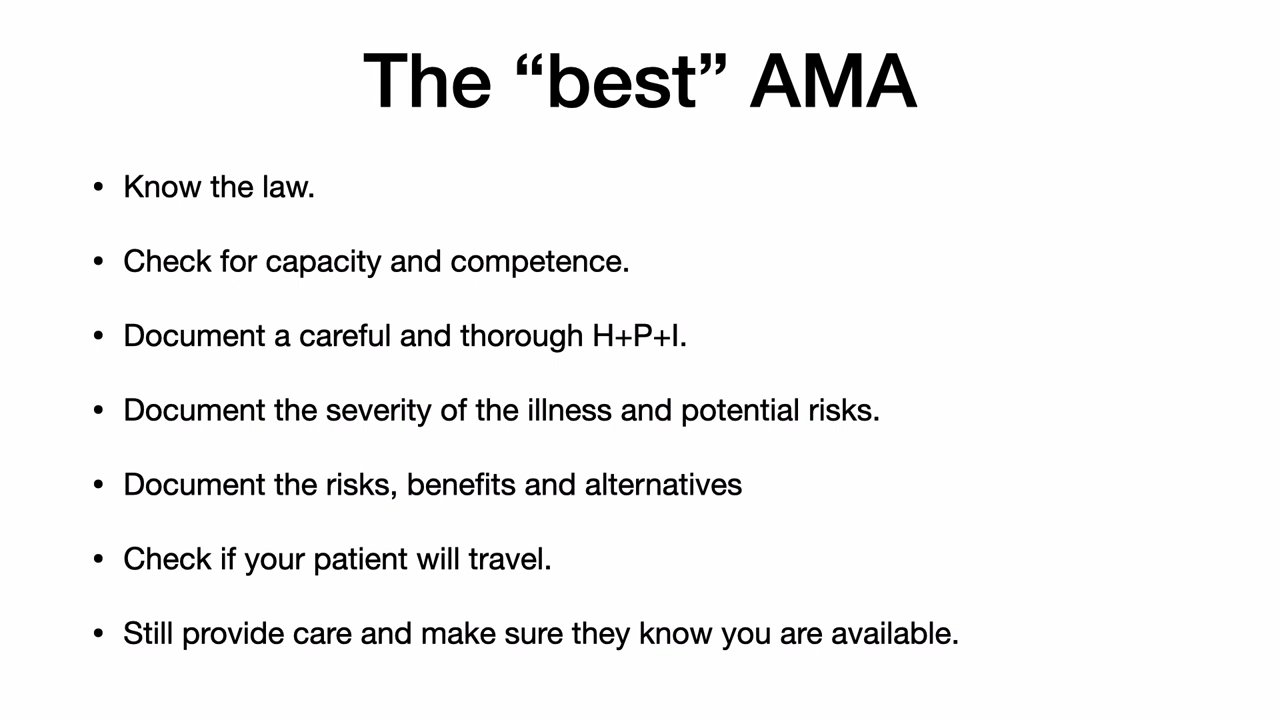 The “best” AMA
• Know the law.
• Check for capacity and competence.
• Document a careful and thorough H+P+I.
• Document the severity of the illness and potential risks.
• Document the risks, benefits and alternatives
• Check if your patient will travel.
• Still provide care and make sure they know you are available.